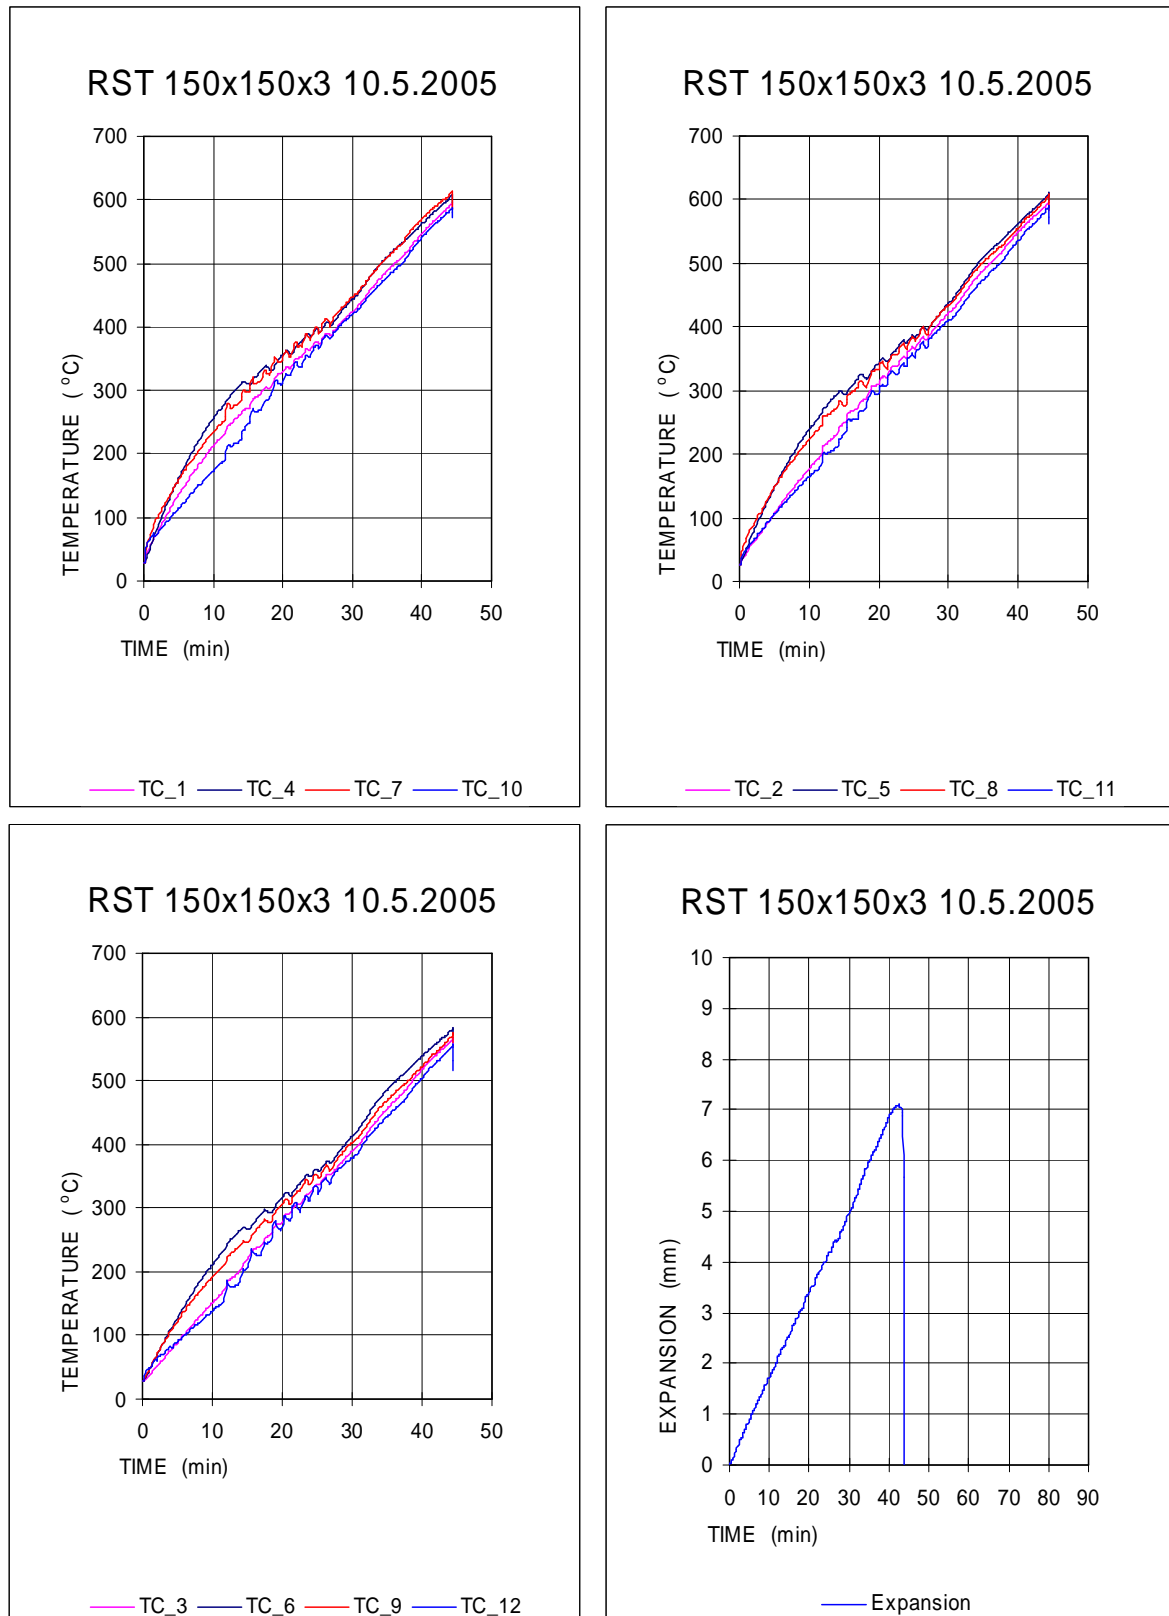 RST 150x150x3 10.5.2005
700
600
500
400
300
200
100
0
TEMPERATURE (°C)
0 10 20 30 40 50
TIME (min)
TC_1 TC_4 TC_7 TC_10
RST 150x150x3 10.5.2005
700
600
500
400
300
200
100
0
TEMPERATURE (°C)
0 10 20 30 40 50
TIME (min)
TC_2 TC_5 TC_8 TC_11
RST 150x150x3 10.5.2005
700
600
500
400
300
200
100
0
TEMPERATURE (°C)
0 10 20 30 40 50
TIME (min)
TC_3 TC_6 TC_9 TC_12
RST 150x150x3 10.5.2005
10
9
8
7
6
5
4
3
2
1
0
EXPANSION (mm)
0 10 20 30 40 50 60 70 80 90
TIME (min)
Expansion